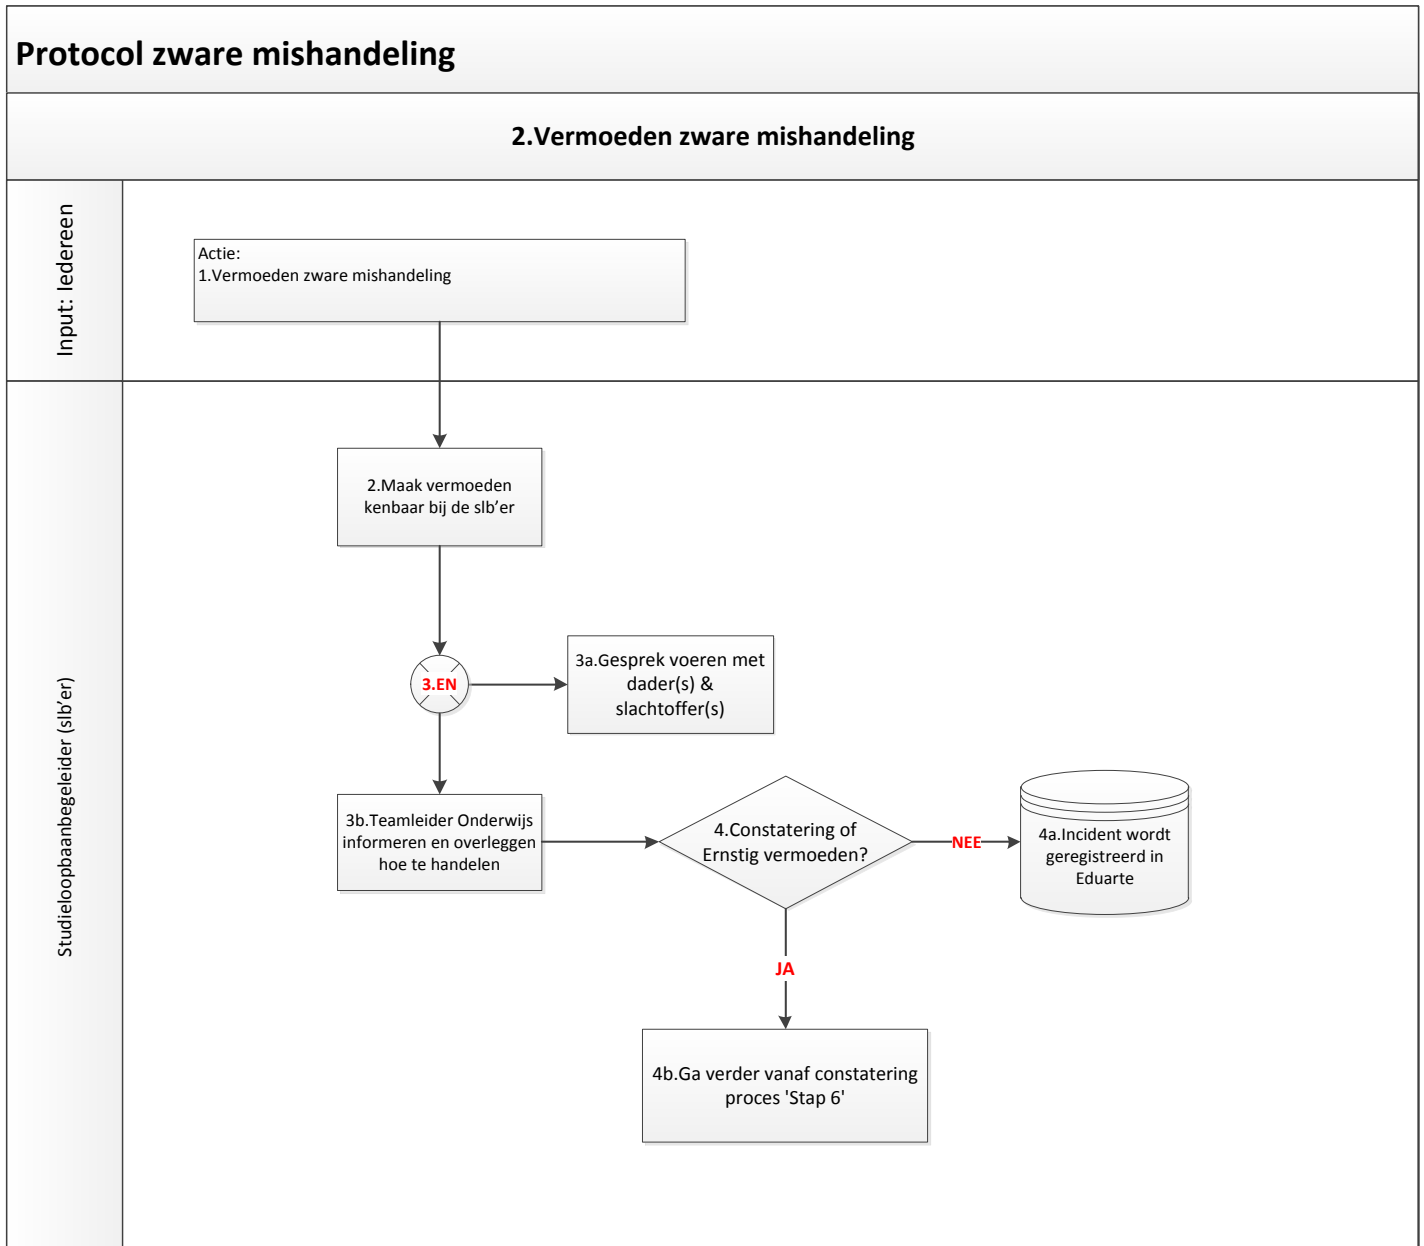 Protocol zware mishandeling
2.Vermoeden zware mishandeling
Input: Iedereen
Actie:
1.Vermoeden zware mishandeling
Studieloopbaanbegeleider (slb’er)
2.Maak vermoeden
kenbaar bij de slb’er
3.EN
3a.Gesprek voeren met
dader(s) &
slachtoffer(s)
3b.Teamleider Onderwijs
informeren en overleggen
hoe te handelen
4.Constatering of
Ernstig vermoeden?
NEE
4a.Incident wordt
geregistreerd in
Eduarte
JA
4b.Ga verder vanaf constatering
proces 'Stap 6'